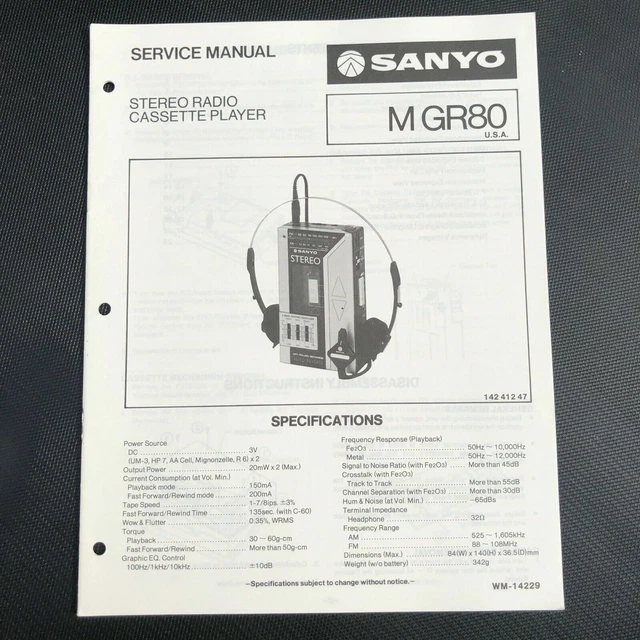 SERVICE MANUAL
SANYO
STEREO RADIO
CASSETTE PLAYER
M GR80
U.S.A.
SANYO
STEREO
142 412 47
SPECIFICATIONS
Power Source
DC 3V
(UM-3, HP 7, AA Cell, Mignonzelle, R 6) x 2
Output Power 20mW x 2 (Max.)
Current Consumption (at Vol. Min.)
Playback mode 150mA
Fast Forward/Rewind mode 200mA
Tape Speed 1-7/8ips. ±3%
Fast Forward/Rewind Time 135sec. (with C-60)
Wow & Flutter 0.35%, WRMS
Torque
Playback 30 ~ 60g-cm
Fast Forward/Rewind More than 50g-cm
Graphic EQ. Control
100Hz/1kHz/10kHz ±10dB
Frequency Response (Playback)
Fe2O3 50Hz ~ 10,000Hz
Metal 50Hz ~ 12,000Hz
Signal to Noise Ratio (with Fe2O3) More than 45dB
Crosstalk (with Fe2O3)
Track to Track More than 55dB
Channel Separation (with Fe2O3) More than 30dB
Hum & Noise (at Vol. Min.) -65dBs
Terminal Impedance
Headphone 32Ω
Frequency Range
AM 525 ~ 1,605kHz
FM 88 ~ 108MHz
Dimensions (Max.) 84(W) x 140(H) x 36.5(D)mm
Weight (w/o battery) 342g
—Specifications subject to change without notice.—
WM-14229